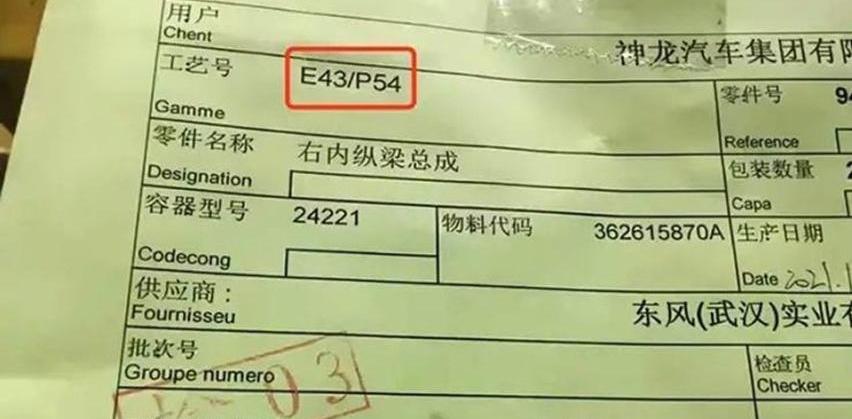 用户
Chent
神龙汽车集团有
工艺号
Gamme
E43/P54
零件号
Reference
零件名称
Designation
右内纵梁总成
包装数量
Capa
容器型号
Codecong
24221
物料代码
362615870A
生产日期
Date 2021.1
供应商：
Fournisseu
东风(武汉)实业
批次号
Groupe numero
03
检查员
Checker